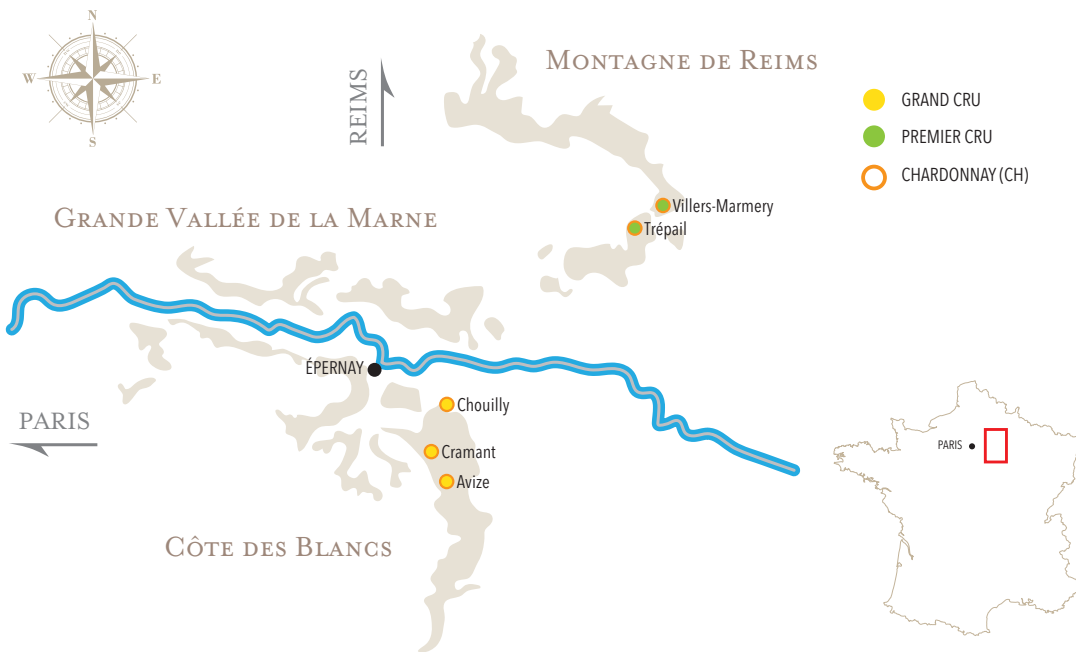 N
W
E
S
REIMS
MONTAGNE DE REIMS
GRAND CRU
PREMIER CRU
CHARDONNAY (CH)
Villers-Marmery
Trépail
GRANDE VALLÉE DE LA MARNE
ÉPERNAY
Chouilly
PARIS
Cramant
Avize
CÔTE DES BLANCS
PARIS